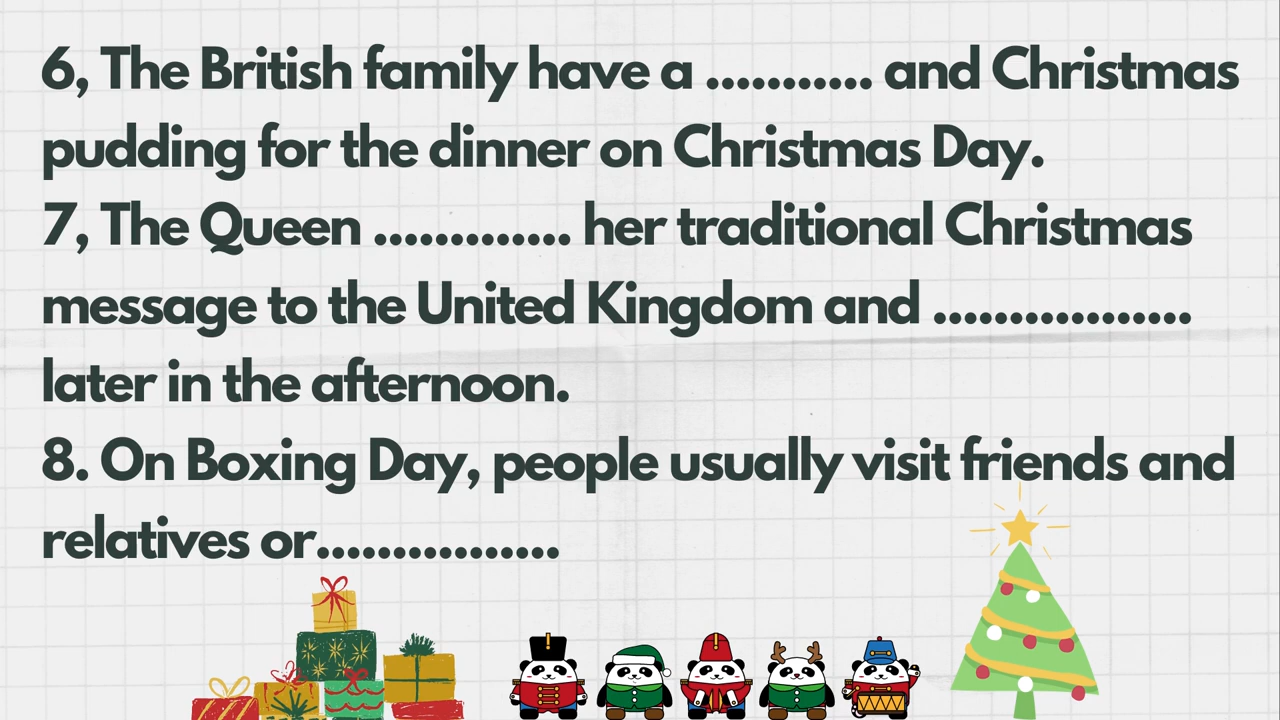 6, The British family have a ........... and Christmas
pudding for the dinner on Christmas Day.
7, The Queen ............. her traditional Christmas
message to the United Kingdom and .................
later in the afternoon.
8. On Boxing Day, people usually visit friends and
relatives or................